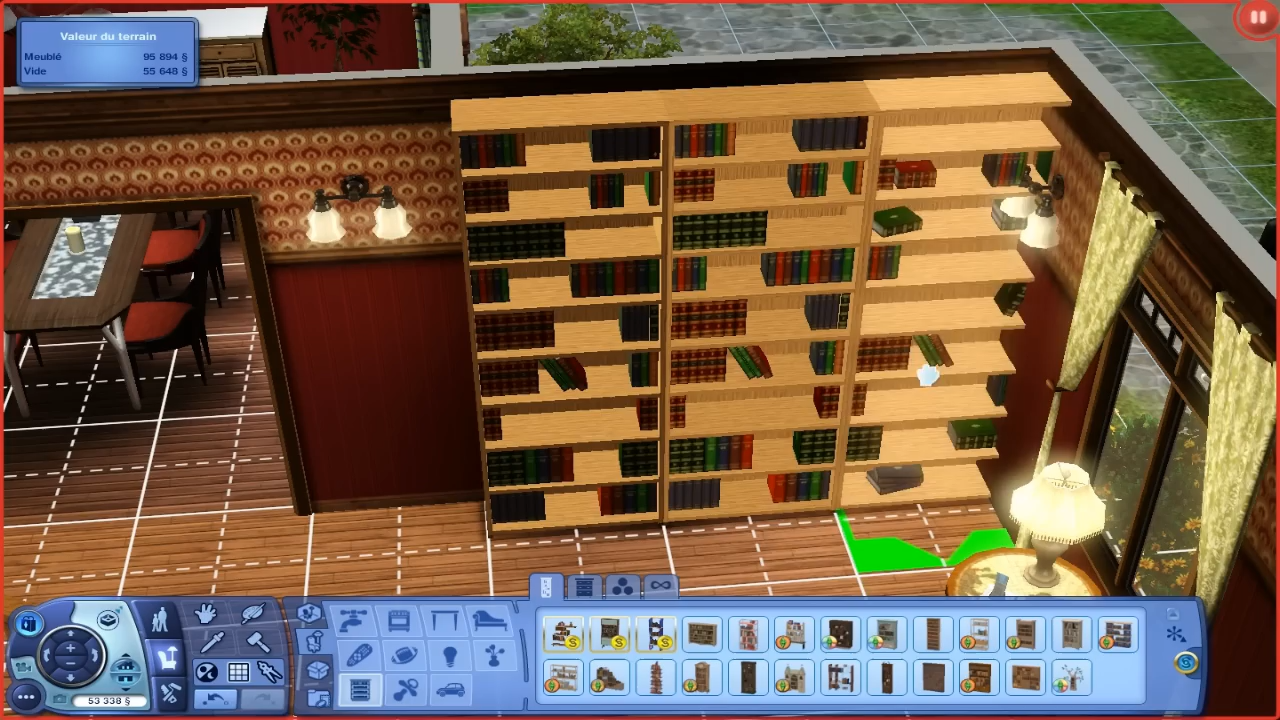 Valeur du terrain
Meublé 95 894 §
Vide 55 648 §
53 338 §